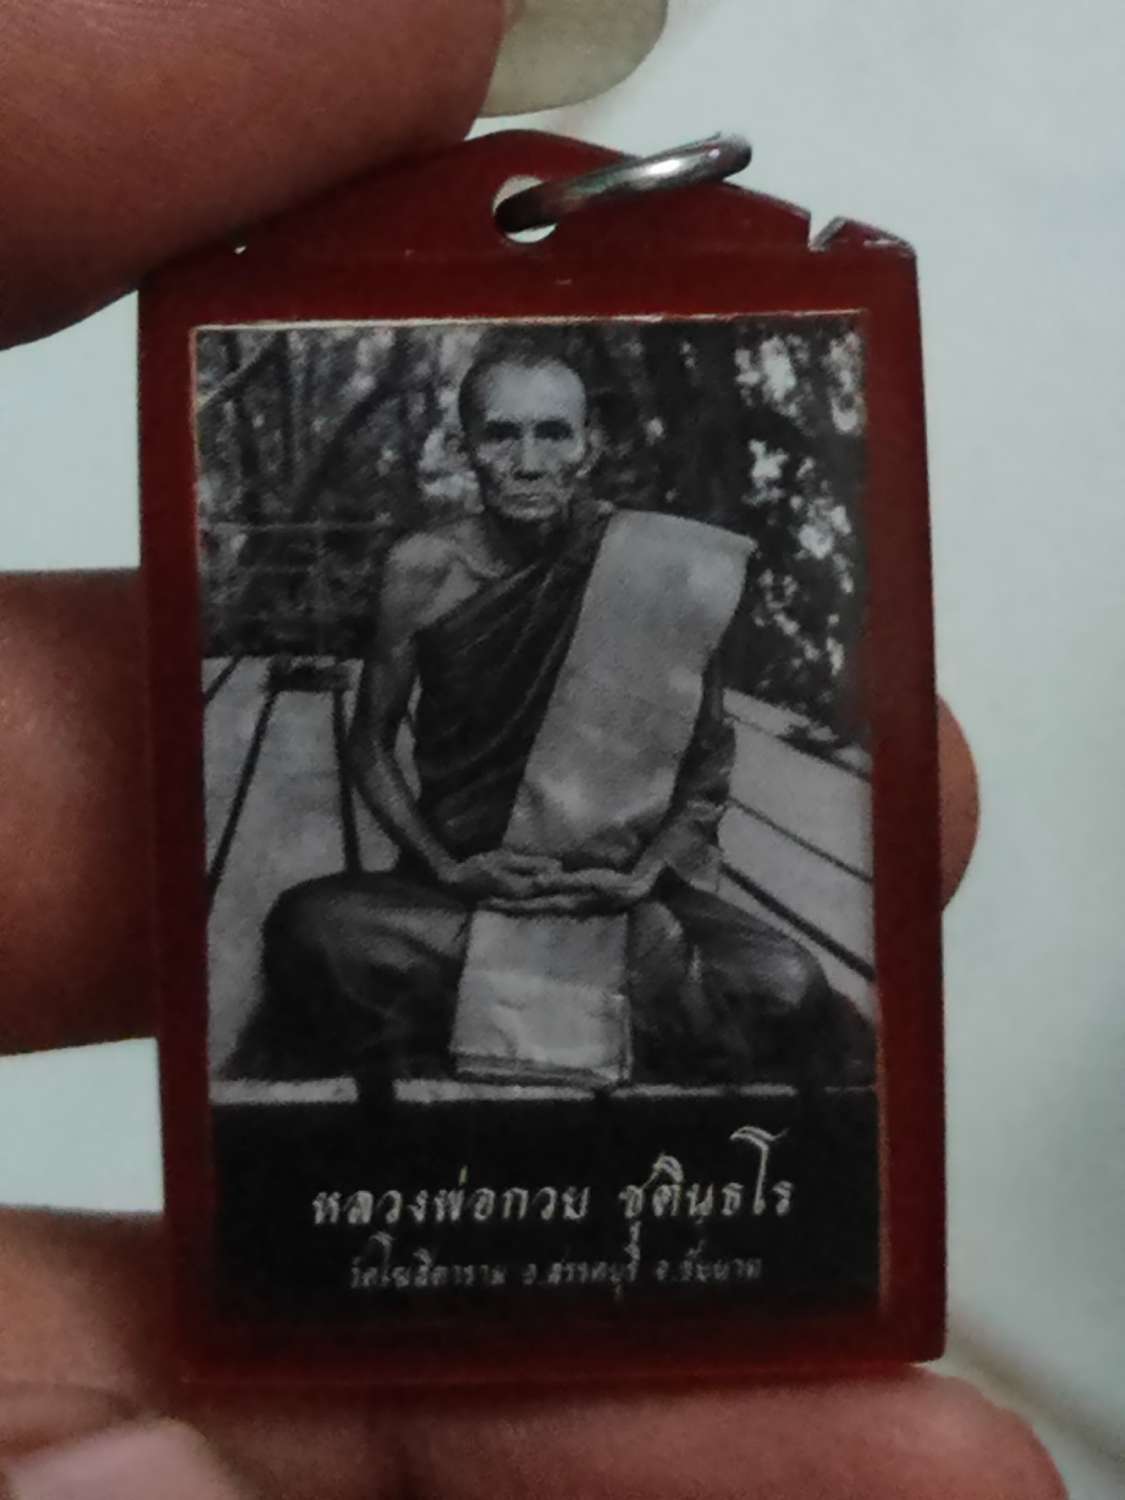 หลวงพ่อกวย ชุตินฺธโร
วัดโฆสิตาราม อ.สรรคบุรี จ.ชัยนาท